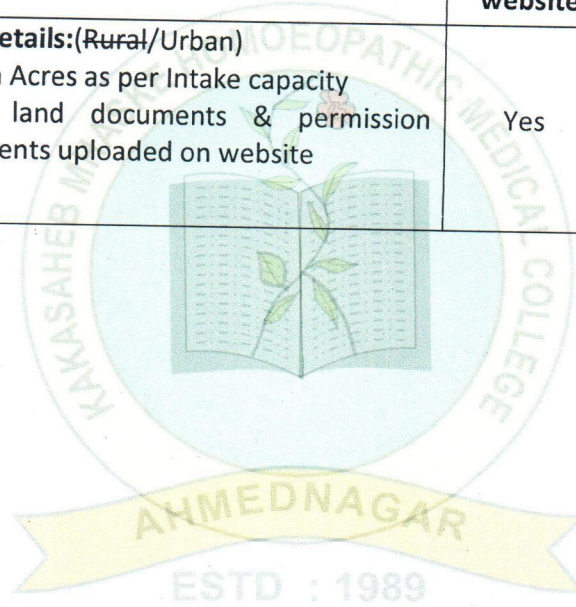 website
etails:(Rural/Urban)
Acres as per Intake capacity
land documents & permission
Yes
ents uploaded on website
KAKASAHEB MHASKE HOMOEOPATHIC MEDICAL COLLEGE
AHMEDNAGAR
ESTD : 1989